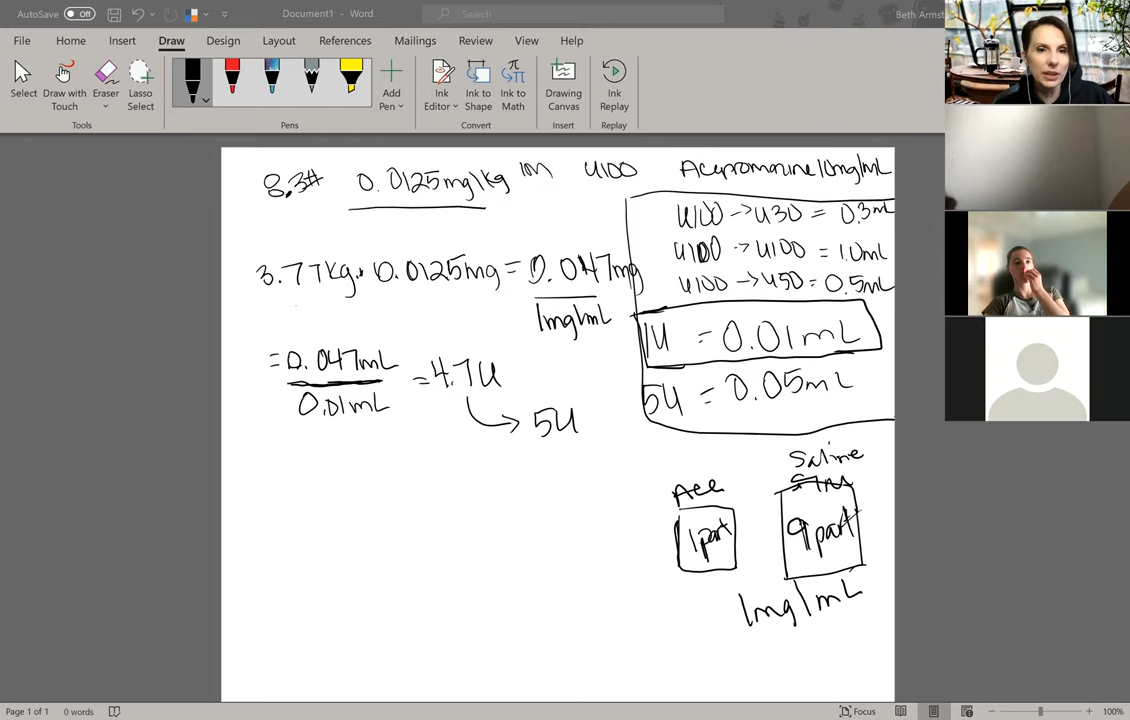 AutoSave Off Document1 - Word Search Beth Armst
File Home Insert Draw Design Layout References Mailings Review View Help
Select Draw with Touch Eraser Lasso Select Add Pen Ink Editor Ink to Shape Ink to Math Drawing Canvas Ink Replay
Tools Pens Convert Insert Replay
8.3# 0.0125mg/kg IM U100 Acepromazine 10mg/mL
U100 → U30 = 0.3mL
U100 → U100 = 1.0mL
U100 → U50 = 0.5mL
1U = 0.01mL
5U = 0.05mL
3.77kg · 0.0125mg = 0.047mg
1mg/mL
= 0.047mL
0.01mL
= 4.7U
→ 5U
Ace
1 part
Saline
9 part
1mg/mL
Page 1 of 1 0 words Focus 100%